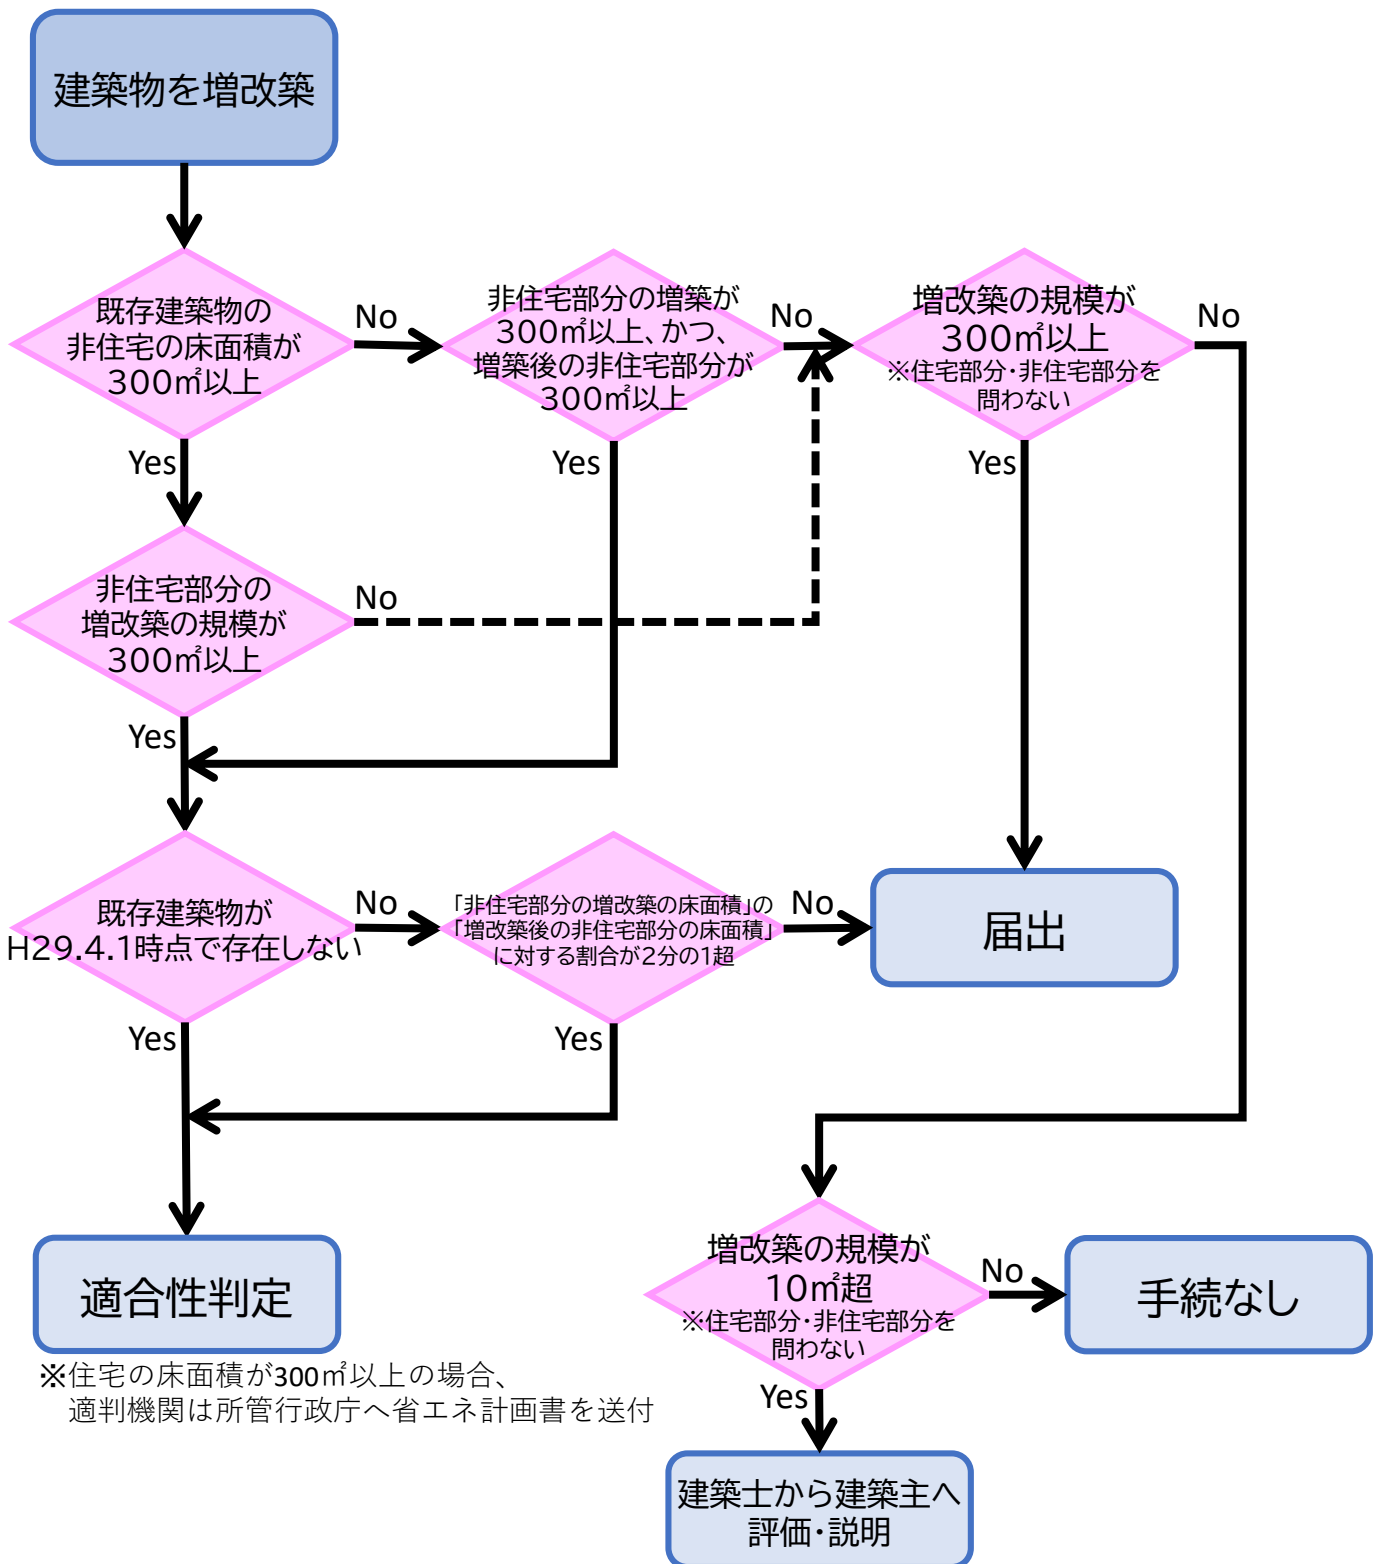 建築物を増改築
既存建築物の
非住宅の床面積が
300㎡以上
No
非住宅部分の増築が
300㎡以上、かつ、
増築後の非住宅部分が
300㎡以上
No
増改築の規模が
300㎡以上
※住宅部分・非住宅部分を
問わない
No
Yes
Yes
Yes
非住宅部分の
増改築の規模が
300㎡以上
No
Yes
既存建築物が
H29.4.1時点で存在しない
No
「非住宅部分の増改築の床面積」の
「増改築後の非住宅部分の床面積」
に対する割合が2分の1超
No
届出
Yes
Yes
適合性判定
※住宅の床面積が300㎡以上の場合、
適判機関は所管行政庁へ省エネ計画書を送付
増改築の規模が
10㎡超
※住宅部分・非住宅部分を
問わない
No
手続なし
Yes
建築士から建築主へ
評価・説明